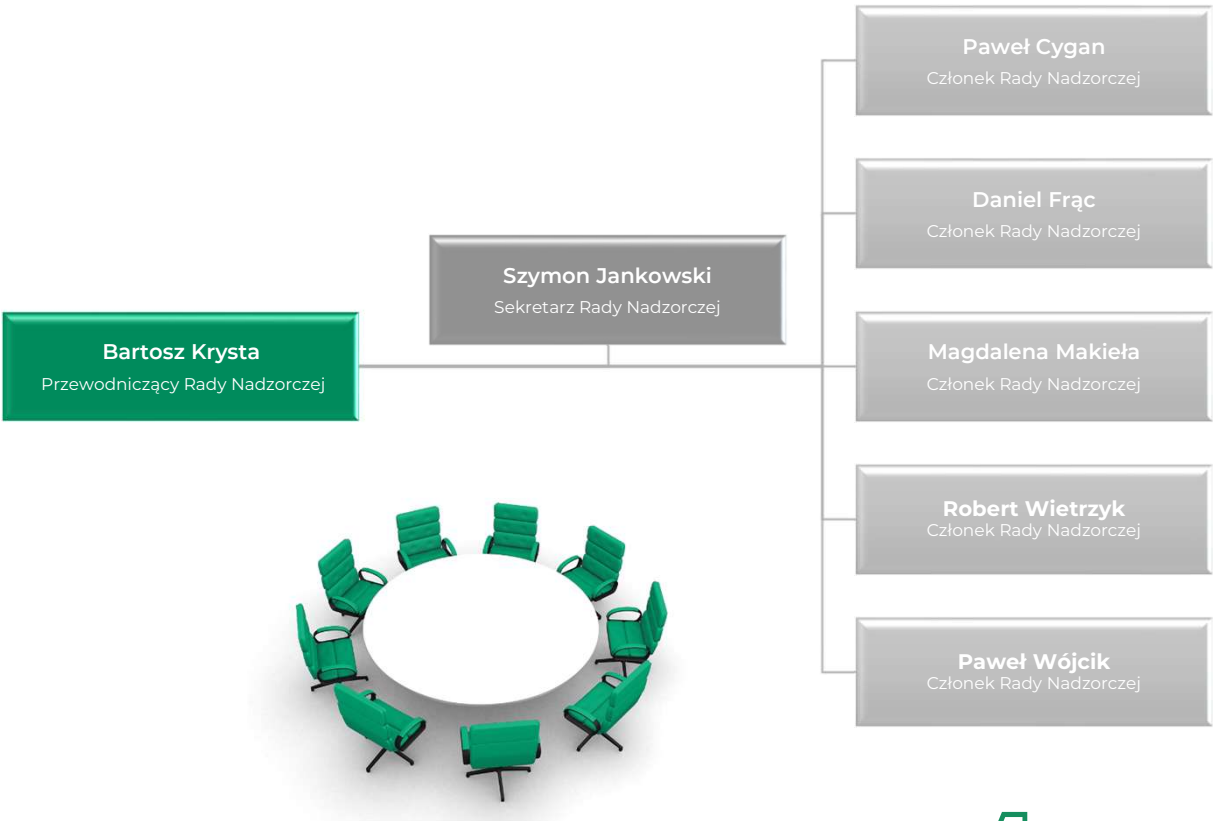 Paweł Cygan
Członek Rady Nadzorczej
Daniel Frąc
Członek Rady Nadzorczej
Szymon Jankowski
Sekretarz Rady Nadzorczej
Bartosz Krysta
Przewodniczący Rady Nadzorczej
Magdalena Makieła
Członek Rady Nadzorczej
Robert Wietrzyk
Członek Rady Nadzorczej
Paweł Wójcik
Członek Rady Nadzorczej